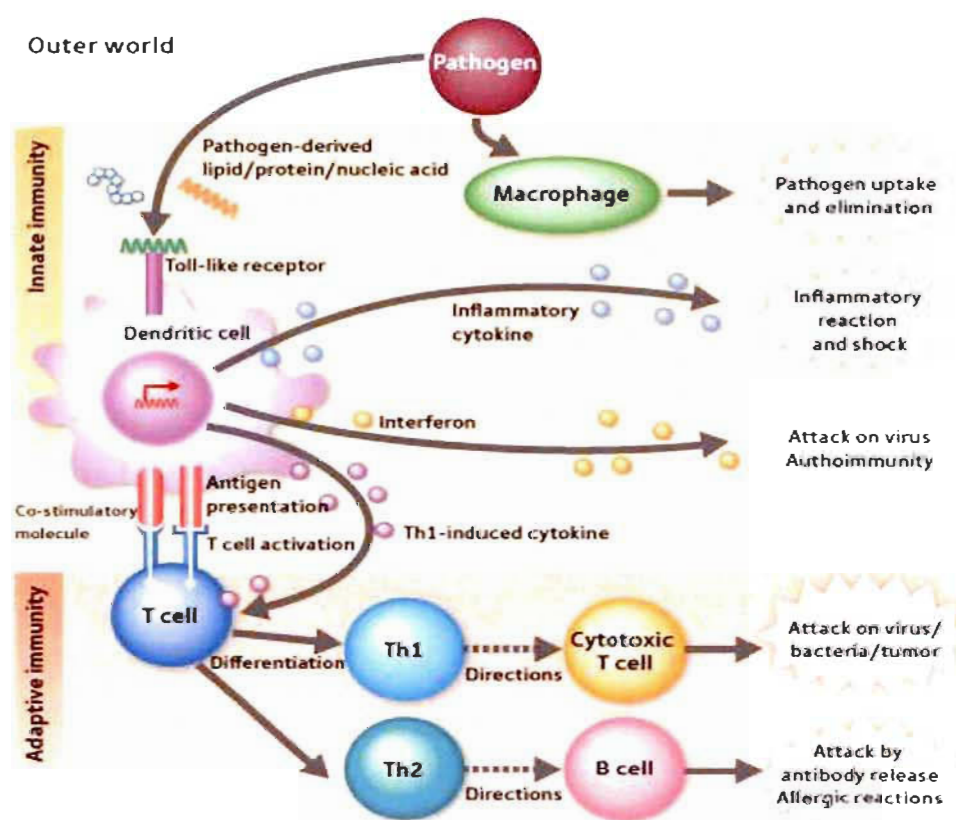 Outer world
Pathogen
Pathogen-derived
lipid/protein/nucleic acid
Macrophage
Pathogen uptake
and elimination
Innate immunity
Toll-like receptor
Dendritic cell
Inflammatory
cytokine
Inflammatory
reaction
and shock
Interferon
Attack on virus
Authoimmunity
Antigen
presentation
Co-stimulatory
molecule
T cell activation
Th1-induced cytokine
Adaptive immunity
T cell
Differentiation
Th1
Directions
Cytotoxic
T cell
Attack on virus/
bacteria/tumor
Th2
Directions
B cell
Attack by
antibody release
Allergic reactions